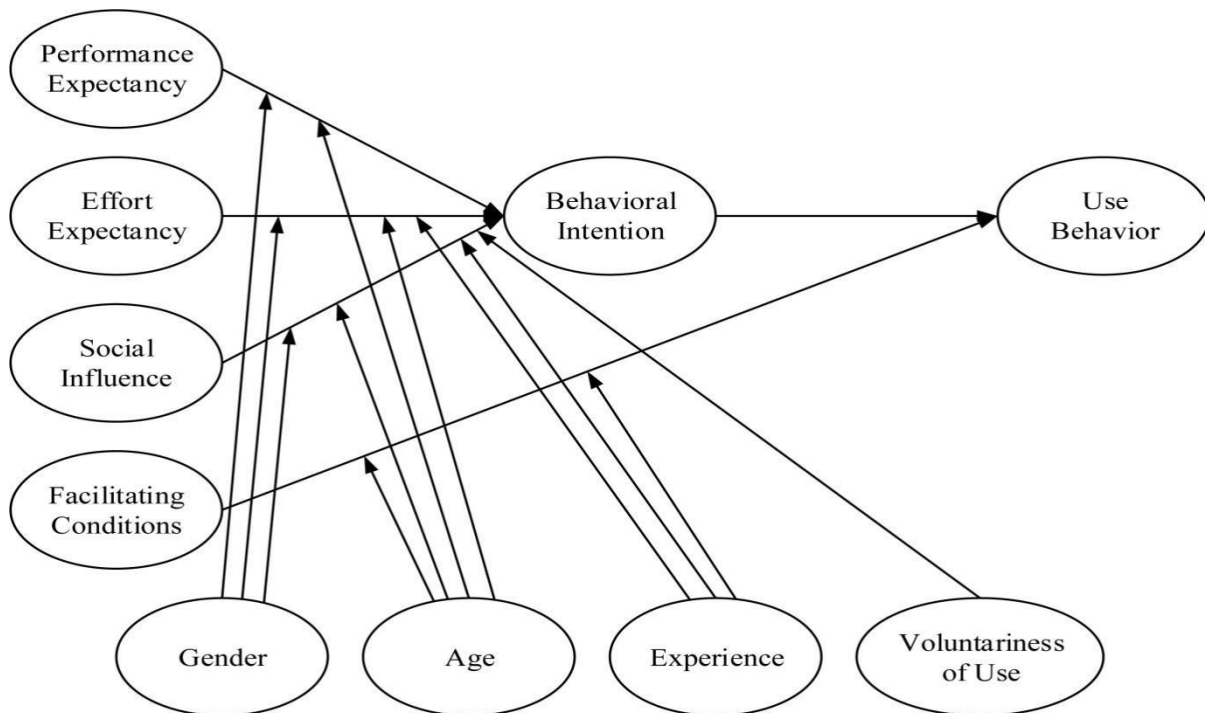 Performance
Expectancy
Effort
Expectancy
Behavioral
Intention
Use
Behavior
Social
Influence
Facilitating
Conditions
Gender
Age
Experience
Voluntariness
of Use